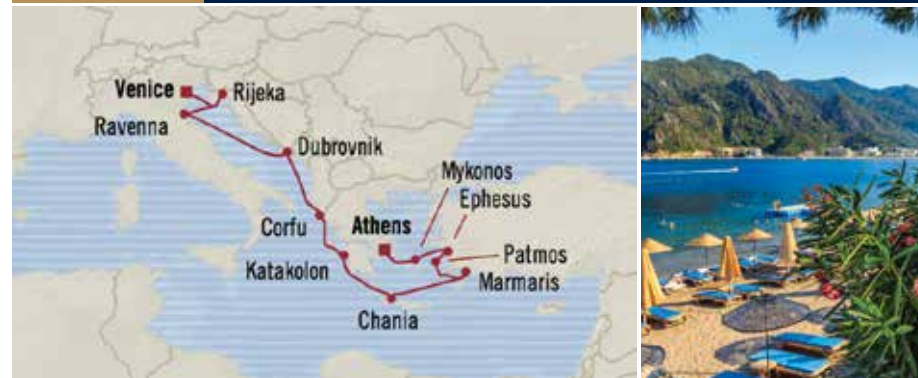 Venice
Rijeka
Ravenna
Dubrovnik
Mykonos
Ephesus
Corfu
Athens
Patmos
Katakolon
Marmaris
Chania